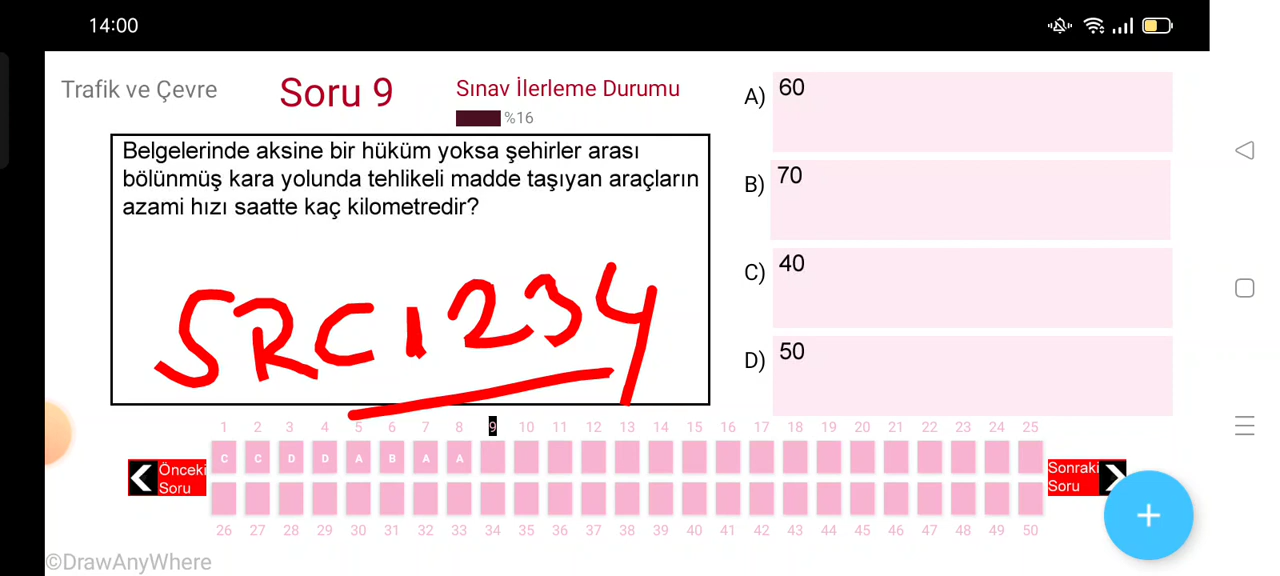 14:00
Trafik ve Çevre
Soru 9
Sınav İlerleme Durumu
%16
Belgelerinde aksine bir hüküm yoksa şehirler arası
bölünmüş kara yolunda tehlikeli madde taşıyan araçların
azami hızı saatte kaç kilometredir?
SRC1234
A) 60
B) 70
C) 40
D) 50
1 2 3 4 5 6 7 8 9 10 11 12 13 14 15 16 17 18 19 20 21 22 23 24 25
C C D D A B A A
Önceki
Soru
Sonraki
Soru
26 27 28 29 30 31 32 33 34 35 36 37 38 39 40 41 42 43 44 45 46 47 48 49 50
+
©DrawAnyWhere